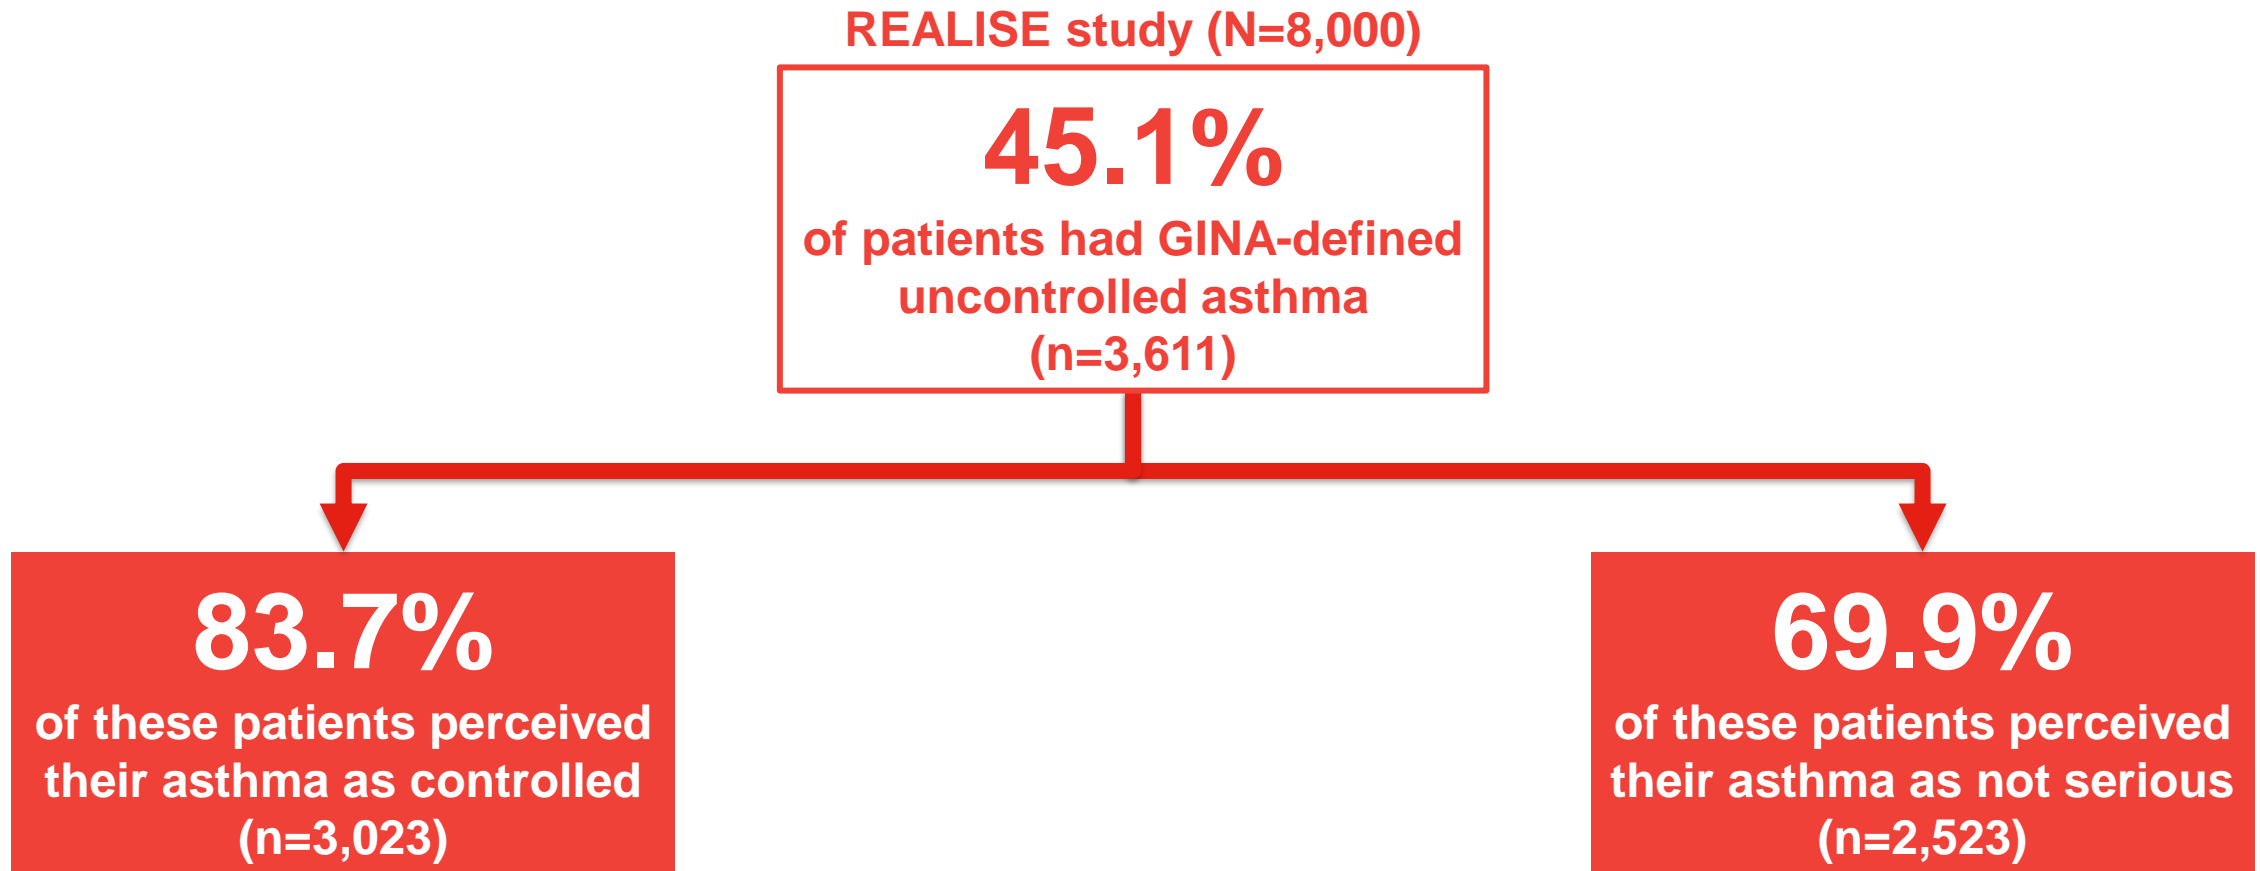 REALISE study (N=8,000)
45.1%
of patients had GINA-defined
uncontrolled asthma
(n=3,611)
83.7%
of these patients perceived
their asthma as controlled
(n=3,023)
69.9%
of these patients perceived
their asthma as not serious
(n=2,523)